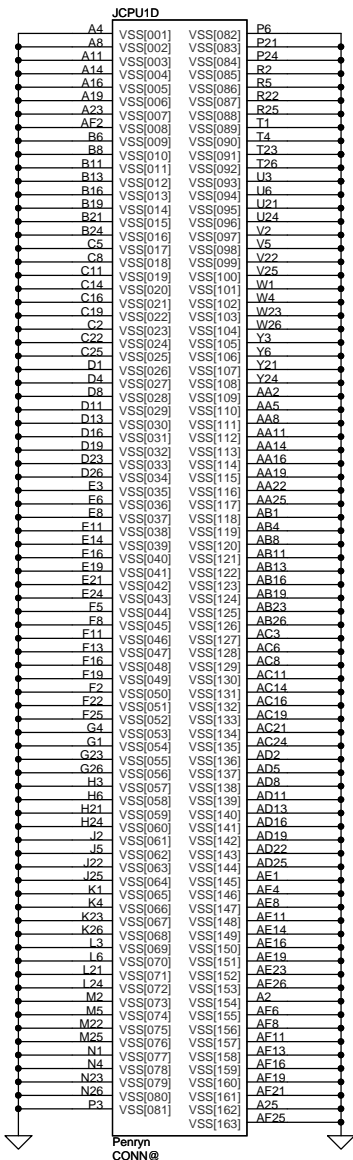 JCPU1D
A4 VSS[001] VSS[082] P6
A8 VSS[002] VSS[083] P21
A11 VSS[003] VSS[084] P24
A14 VSS[004] VSS[085] R2
A16 VSS[005] VSS[086] R5
A19 VSS[006] VSS[087] R22
A23 VSS[007] VSS[088] R25
AF2 VSS[008] VSS[089] T1
B6 VSS[009] VSS[090] T4
B8 VSS[010] VSS[091] T23
B11 VSS[011] VSS[092] T26
B13 VSS[012] VSS[093] U3
B16 VSS[013] VSS[094] U6
B19 VSS[014] VSS[095] U21
B21 VSS[015] VSS[096] U24
B24 VSS[016] VSS[097] V2
C5 VSS[017] VSS[098] V5
C8 VSS[018] VSS[099] V22
C11 VSS[019] VSS[100] V25
C14 VSS[020] VSS[101] W1
C16 VSS[021] VSS[102] W4
C19 VSS[022] VSS[103] W23
C2 VSS[023] VSS[104] W26
C22 VSS[024] VSS[105] Y3
C25 VSS[025] VSS[106] Y6
D1 VSS[026] VSS[107] Y21
D4 VSS[027] VSS[108] Y24
D8 VSS[028] VSS[109] AA2
D11 VSS[029] VSS[110] AA5
D13 VSS[030] VSS[111] AA8
D16 VSS[031] VSS[112] AA11
D19 VSS[032] VSS[113] AA14
D23 VSS[033] VSS[114] AA16
D26 VSS[034] VSS[115] AA19
E3 VSS[035] VSS[116] AA22
E6 VSS[036] VSS[117] AA25
E8 VSS[037] VSS[118] AB1
E11 VSS[038] VSS[119] AB4
E14 VSS[039] VSS[120] AB8
E16 VSS[040] VSS[121] AB11
E19 VSS[041] VSS[122] AB13
E21 VSS[042] VSS[123] AB16
E24 VSS[043] VSS[124] AB19
F5 VSS[044] VSS[125] AB23
F8 VSS[045] VSS[126] AB26
F11 VSS[046] VSS[127] AC3
F13 VSS[047] VSS[128] AC6
F16 VSS[048] VSS[129] AC8
F19 VSS[049] VSS[130] AC11
F2 VSS[050] VSS[131] AC14
F22 VSS[051] VSS[132] AC16
F25 VSS[052] VSS[133] AC19
G4 VSS[053] VSS[134] AC21
G1 VSS[054] VSS[135] AC24
G23 VSS[055] VSS[136] AD2
G26 VSS[056] VSS[137] AD5
H3 VSS[057] VSS[138] AD8
H6 VSS[058] VSS[139] AD11
H21 VSS[059] VSS[140] AD13
H24 VSS[060] VSS[141] AD16
J2 VSS[061] VSS[142] AD19
J5 VSS[062] VSS[143] AD22
J22 VSS[063] VSS[144] AD25
J25 VSS[064] VSS[145] AE1
K1 VSS[065] VSS[146] AE4
K4 VSS[066] VSS[147] AE8
K23 VSS[067] VSS[148] AE11
K26 VSS[068] VSS[149] AE14
L3 VSS[069] VSS[150] AE16
L6 VSS[070] VSS[151] AE19
L21 VSS[071] VSS[152] AE23
L24 VSS[072] VSS[153] AE26
M2 VSS[073] VSS[154] A2
M5 VSS[074] VSS[155] AF6
M22 VSS[075] VSS[156] AF8
M25 VSS[076] VSS[157] AF11
N1 VSS[077] VSS[158] AF13
N4 VSS[078] VSS[159] AF16
N23 VSS[079] VSS[160] AF19
N26 VSS[080] VSS[161] AF21
P3 VSS[081] VSS[162] A25
VSS[163] AF25
Penryn
CONN@